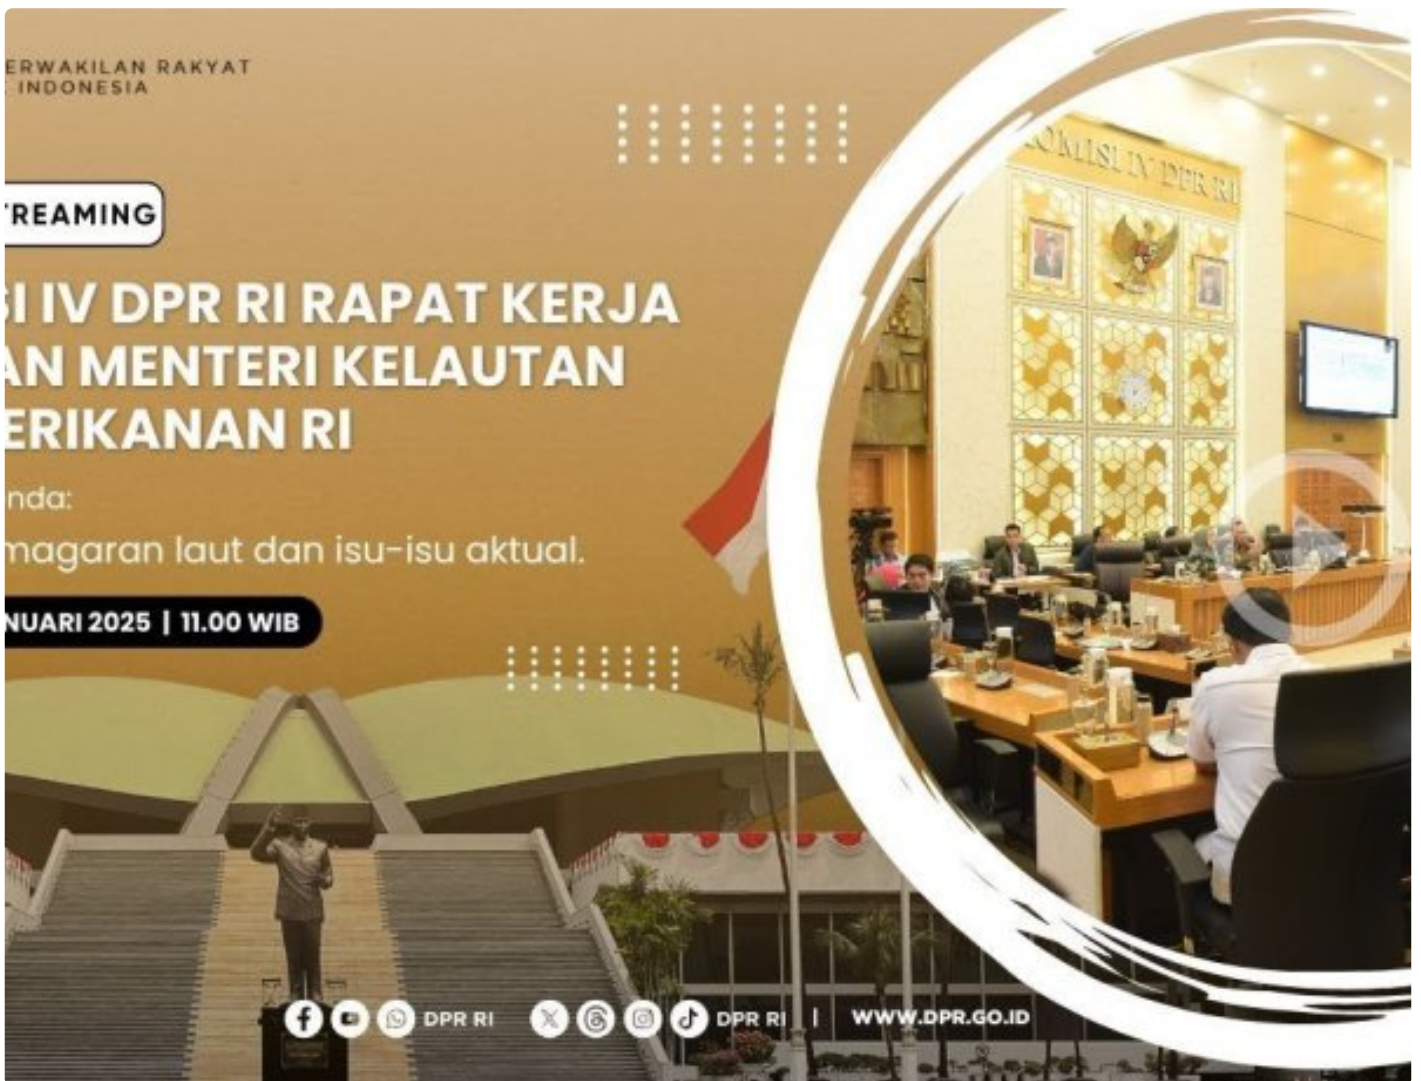 ERWAKILAN RAKYAT
INDONESIA
TREAMING
SI IV DPR RI RAPAT KERJA
AN MENTERI KELAUTAN
ERIKANAN RI
nda:
magaran laut dan isu-isu aktual.
NUARI 2025 | 11.00 WIB
OMISI IV DPR RI
DPR RI
DPR RI | WWW.DPR.GO.ID